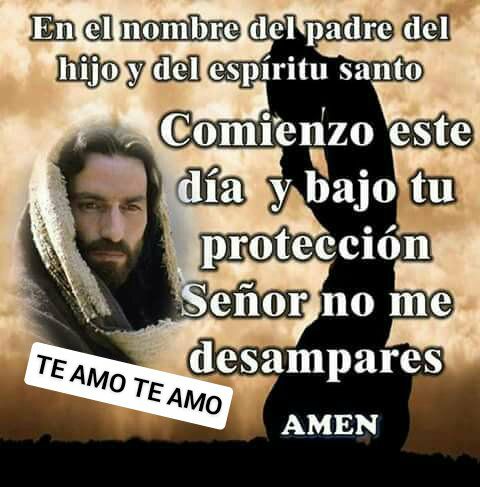 En el nombre del padre del
hijo y del espíritu santo
Comienzo este
día y bajo tu
protección
Señor no me
desampares
TE AMO TE AMO
AMEN